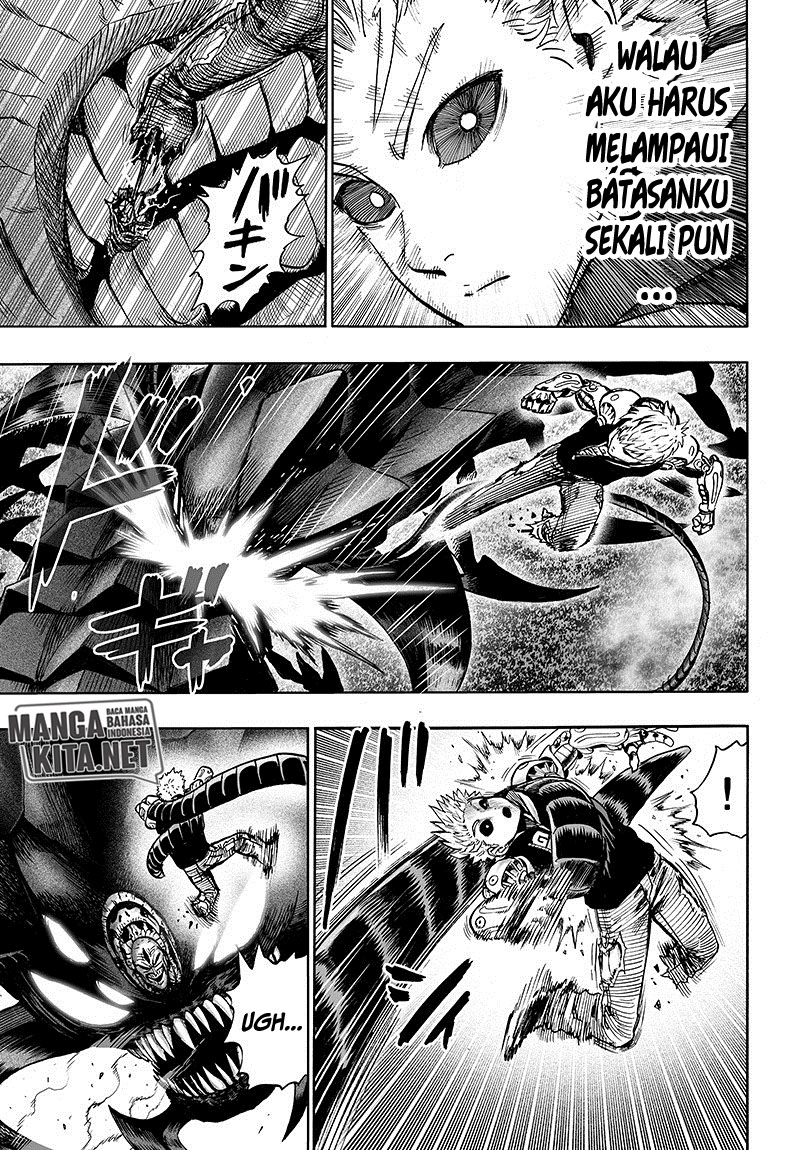 WALAU
AKU HARUS
MELAMPAUI
BATASANKU
SEKALI PUN
...
バキン
ギャ
MANGA
KITA.NET
BACA MANGA
BAHASA
INDONESIA
!
G
UGH...